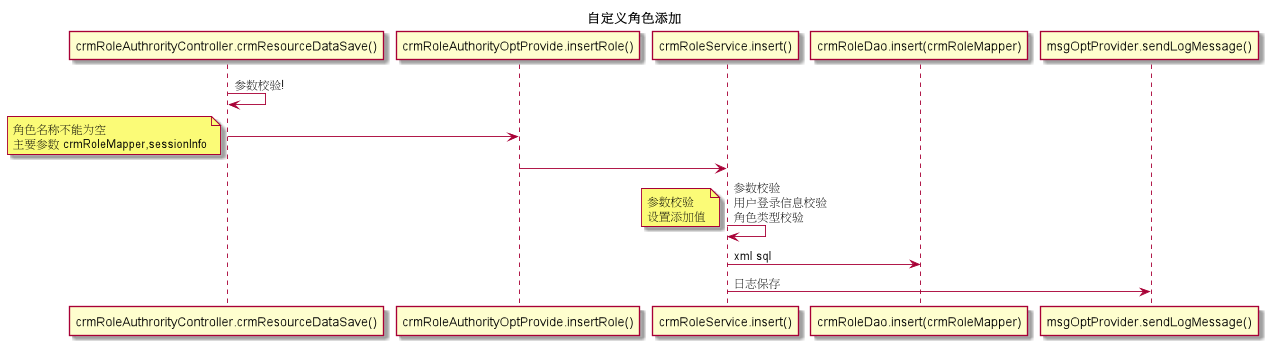 自定义角色添加
crmRoleAuthrorityController.crmResourceDataSave()
crmRoleAuthorityOptProvide.insertRole()
crmRoleService.insert()
crmRoleDao.insert(crmRoleMapper)
msgOptProvider.sendLogMessage()
参数校验!
角色名称不能为空
主要参数 crmRoleMapper,sessionInfo
参数校验
设置添加值
参数校验
用户登录信息校验
角色类型校验
xml sql
日志保存
crmRoleAuthrorityController.crmResourceDataSave()
crmRoleAuthorityOptProvide.insertRole()
crmRoleService.insert()
crmRoleDao.insert(crmRoleMapper)
msgOptProvider.sendLogMessage()